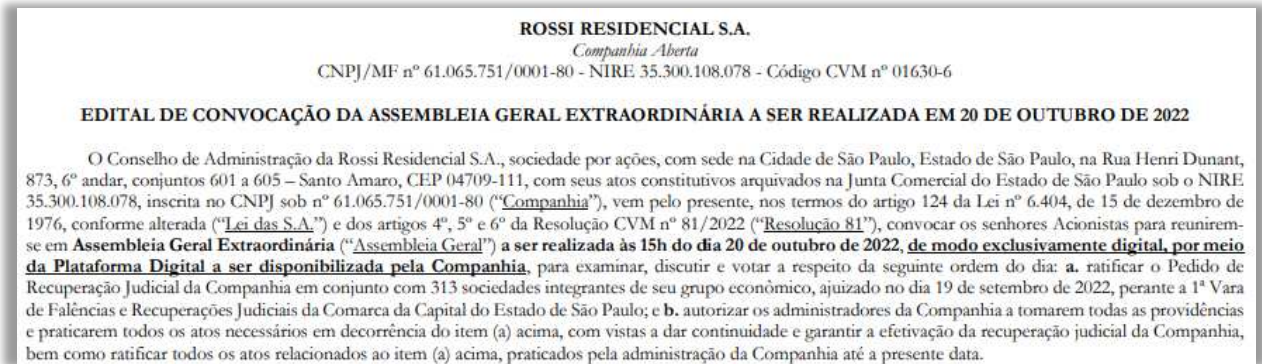 ROSSI RESIDENCIAL S.A.
Companhia Aberta
CNPJ/MF nº 61.065.751/0001-80 - NIRE 35.300.108.078 - Código CVM nº 01630-6
EDITAL DE CONVOCAÇÃO DA ASSEMBLEIA GERAL EXTRAORDINÁRIA A SER REALIZADA EM 20 DE OUTUBRO DE 2022
O Conselho de Administração da Rossi Residencial S.A., sociedade por ações, com sede na Cidade de São Paulo, Estado de São Paulo, na Rua Henri Dunant,
873, 6º andar, conjuntos 601 a 605 – Santo Amaro, CEP 04709-111, com seus atos constitutivos arquivados na Junta Comercial do Estado de São Paulo sob o NIRE
35.300.108.078, inscrita no CNPJ sob nº 61.065.751/0001-80 (“Companhia”), vem pelo presente, nos termos do artigo 124 da Lei nº 6.404, de 15 de dezembro de
1976, conforme alterada (“Lei das S.A.”) e dos artigos 4º, 5º e 6º da Resolução CVM nº 81/2022 (“Resolução 81”), convocar os senhores Acionistas para reunirem-
se em Assembleia Geral Extraordinária (“Assembleia Geral”) a ser realizada às 15h do dia 20 de outubro de 2022, de modo exclusivamente digital, por meio
da Plataforma Digital a ser disponibilizada pela Companhia, para examinar, discutir e votar a respeito da seguinte ordem do dia: a. ratificar o Pedido de
Recuperação Judicial da Companhia em conjunto com 313 sociedades integrantes de seu grupo econômico, ajuizado no dia 19 de setembro de 2022, perante a 1ª Vara
de Falências e Recuperações Judiciais da Comarca da Capital do Estado de São Paulo; e b. autorizar os administradores da Companhia a tomarem todas as providências
e praticarem todos os atos necessários em decorrência do item (a) acima, com vistas a dar continuidade e garantir a efetivação da recuperação judicial da Companhia,
bem como ratificar todos os atos relacionados ao item (a) acima, praticados pela administração da Companhia até a presente data.